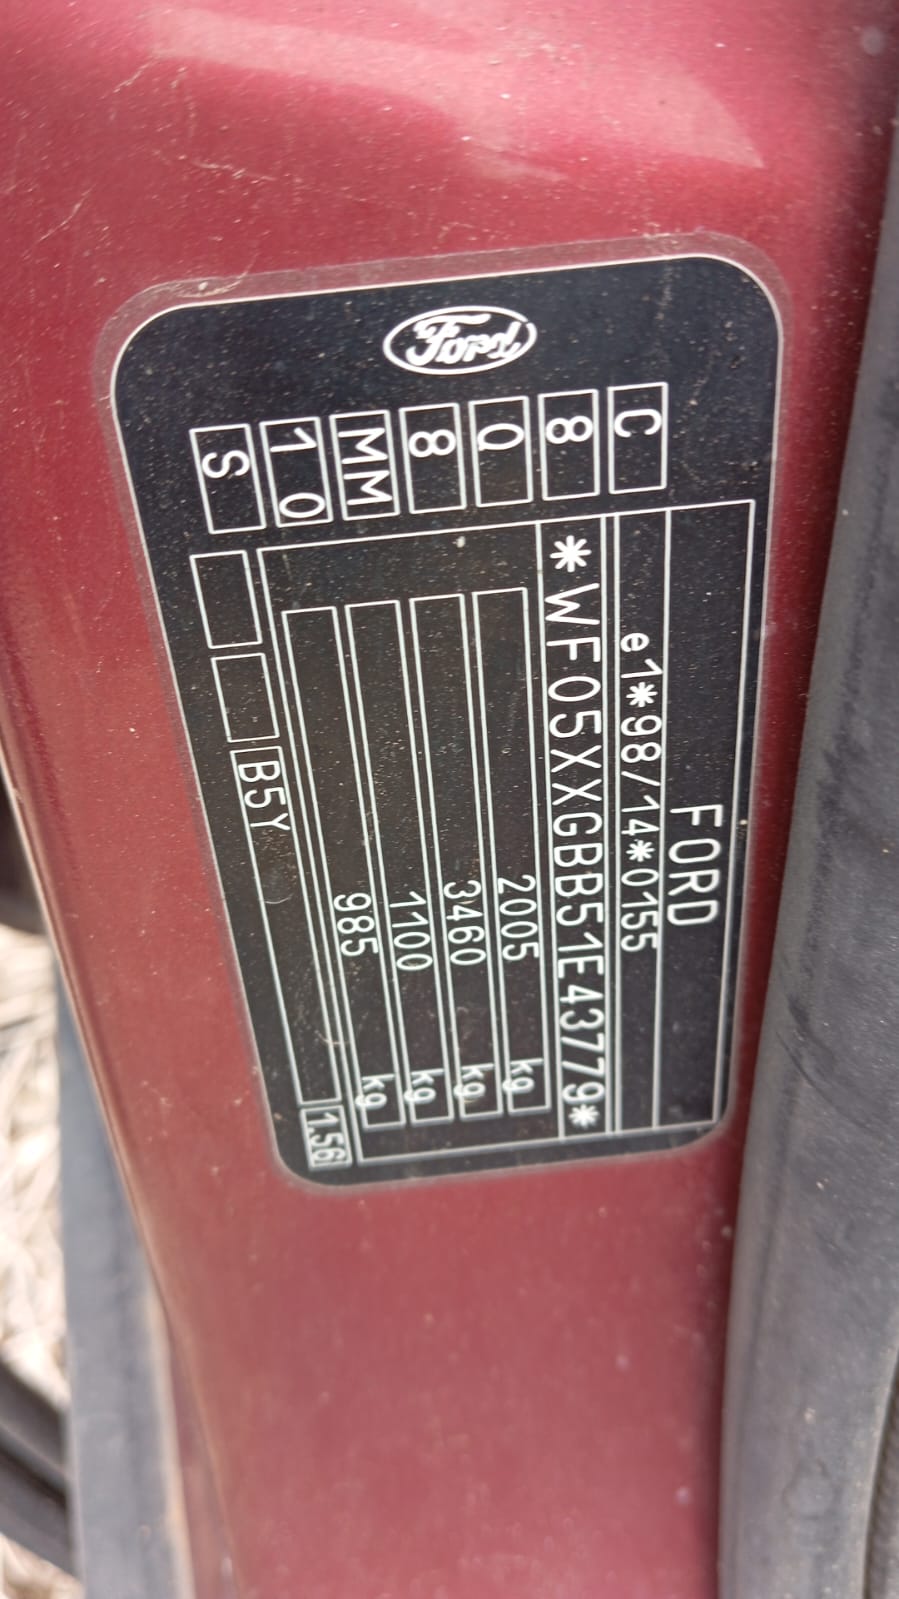 Ford
C
8
Q
8
MM
10
S
FORD
e1*98/14*0155
*WF05XXGBB51E43779*
2005 kg
3460 kg
1100 kg
985 kg
1.56
B5Y